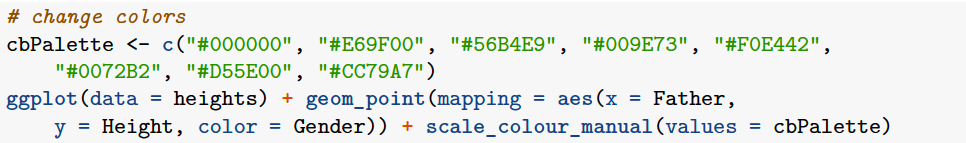 # change colors
cbPalette <- c("#000000", "#E69F00", "#56B4E9", "#009E73", "#F0E442",
    "#0072B2", "#D55E00", "#CC79A7")
ggplot(data = heights) + geom_point(mapping = aes(x = Father,
    y = Height, color = Gender)) + scale_colour_manual(values = cbPalette)